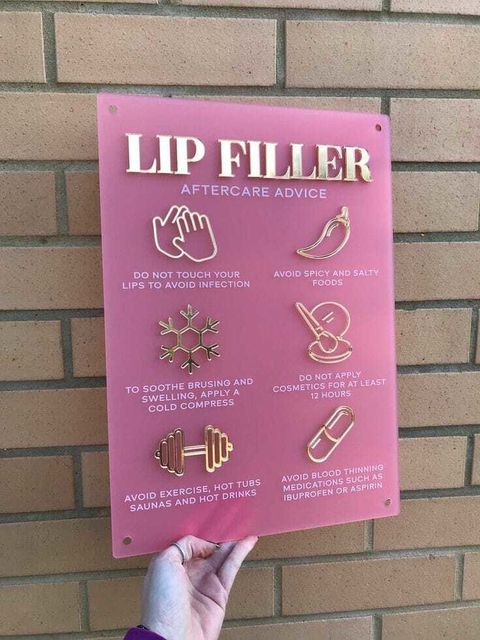 LIP FILLER
AFTERCARE ADVICE
DO NOT TOUCH YOUR
LIPS TO AVOID INFECTION
AVOID SPICY AND SALTY
FOODS
TO SOOTHE BRUSING AND
SWELLING, APPLY A
COLD COMPRESS
DO NOT APPLY
COSMETICS FOR AT LEAST
12 HOURS
AVOID EXERCISE, HOT TUBS
SAUNAS AND HOT DRINKS
AVOID BLOOD THINNING
MEDICATIONS SUCH AS
IBUPROFEN OR ASPIRIN